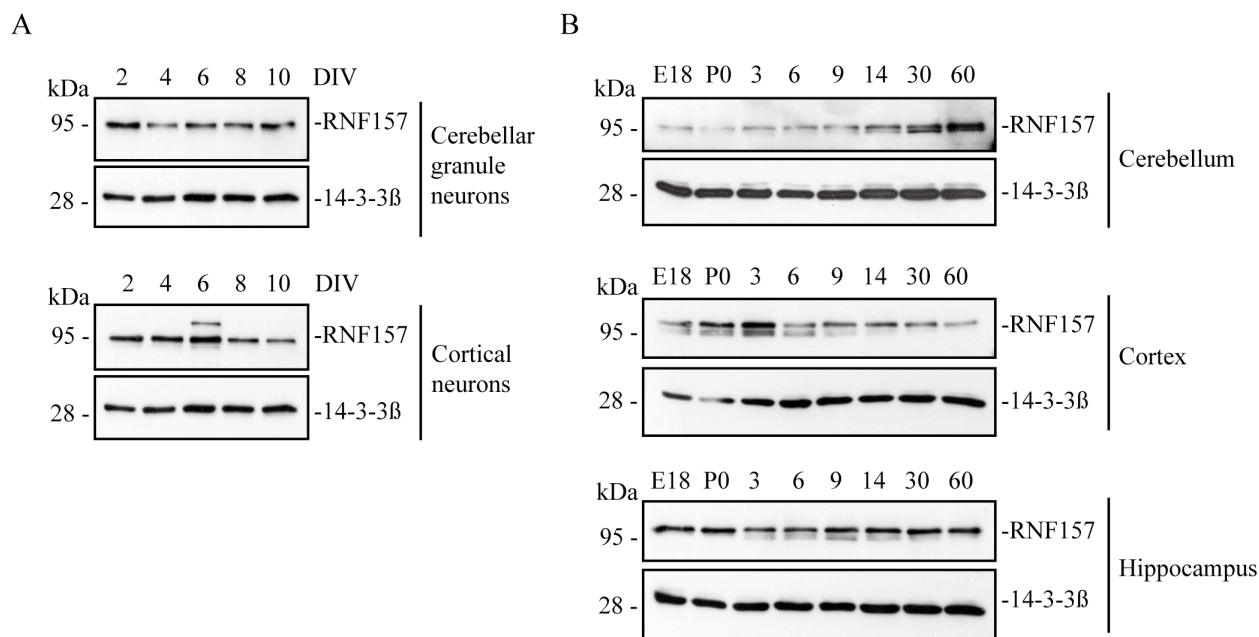 A
2 4 6 8 10 DIV
kDa
95 -
-RNF157
28 -
-14-3-3ß
Cerebellar
granule
neurons
2 4 6 8 10 DIV
kDa
95 -
-RNF157
28 -
-14-3-3ß
Cortical
neurons
B
E18 P0 3 6 9 14 30 60
kDa
95 -
-RNF157
28 -
-14-3-3ß
Cerebellum
E18 P0 3 6 9 14 30 60
kDa
95 -
-RNF157
28 -
-14-3-3ß
Cortex
E18 P0 3 6 9 14 30 60
kDa
95 -
-RNF157
28 -
-14-3-3ß
Hippocampus